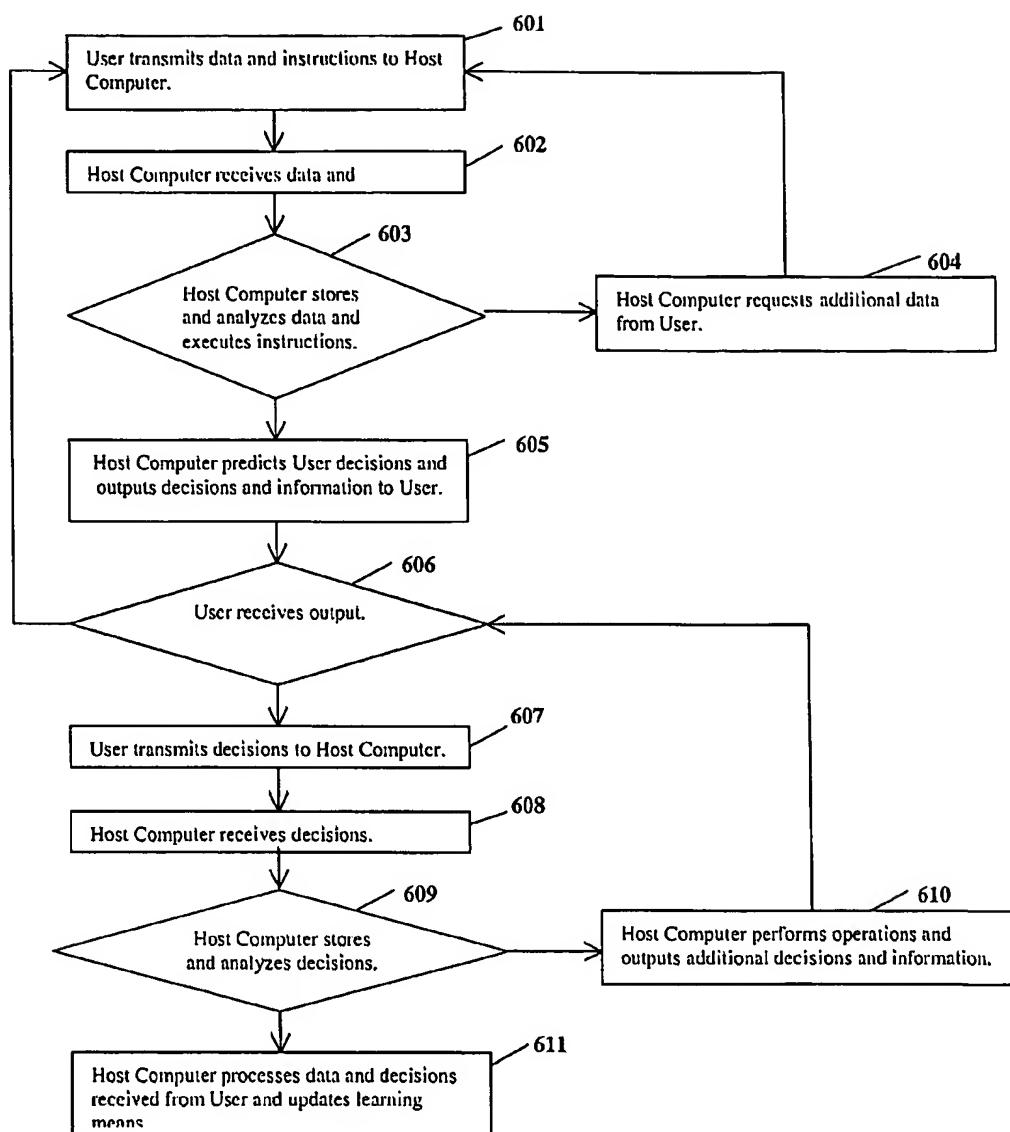 601
User transmits data and instructions to Host
Computer.
602
Host Computer receives data and
603
Host Computer stores
and analyzes data and
executes instructions.
604
Host Computer requests additional data
from User.
605
Host Computer predicts User decisions and
outputs decisions and information to User.
606
User receives output.
607
User transmits decisions to Host Computer.
608
Host Computer receives decisions.
609
Host Computer stores
and analyzes decisions.
610
Host Computer performs operations and
outputs additional decisions and information.
611
Host Computer processes data and decisions
received from User and updates learning
means